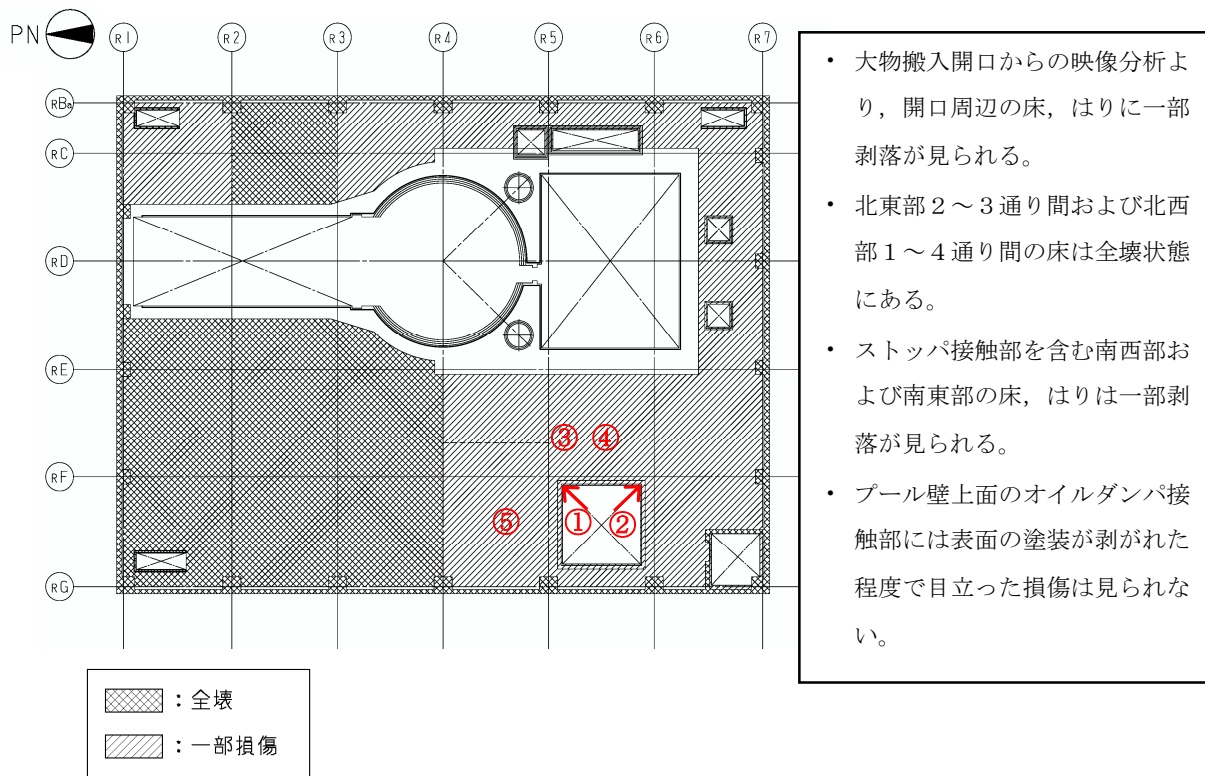 PN
R1 R2 R3 R4 R5 R6 R7
RBa
RC
RD
RE
RF
RG
③ ④
⑤ ① ②
：全壊
：一部損傷
・ 大物搬入開口からの映像分析よ
り，開口周辺の床，はりに一部
剥落が見られる。
・ 北東部２～３通り間および北西
部１～４通り間の床は全壊状態
にある。
・ ストッパ接触部を含む南西部お
よび南東部の床，はりは一部剥
落が見られる。
・ プール壁上面のオイルダンパ接
触部には表面の塗装が剥がれた
程度で目立った損傷は見られな
い。